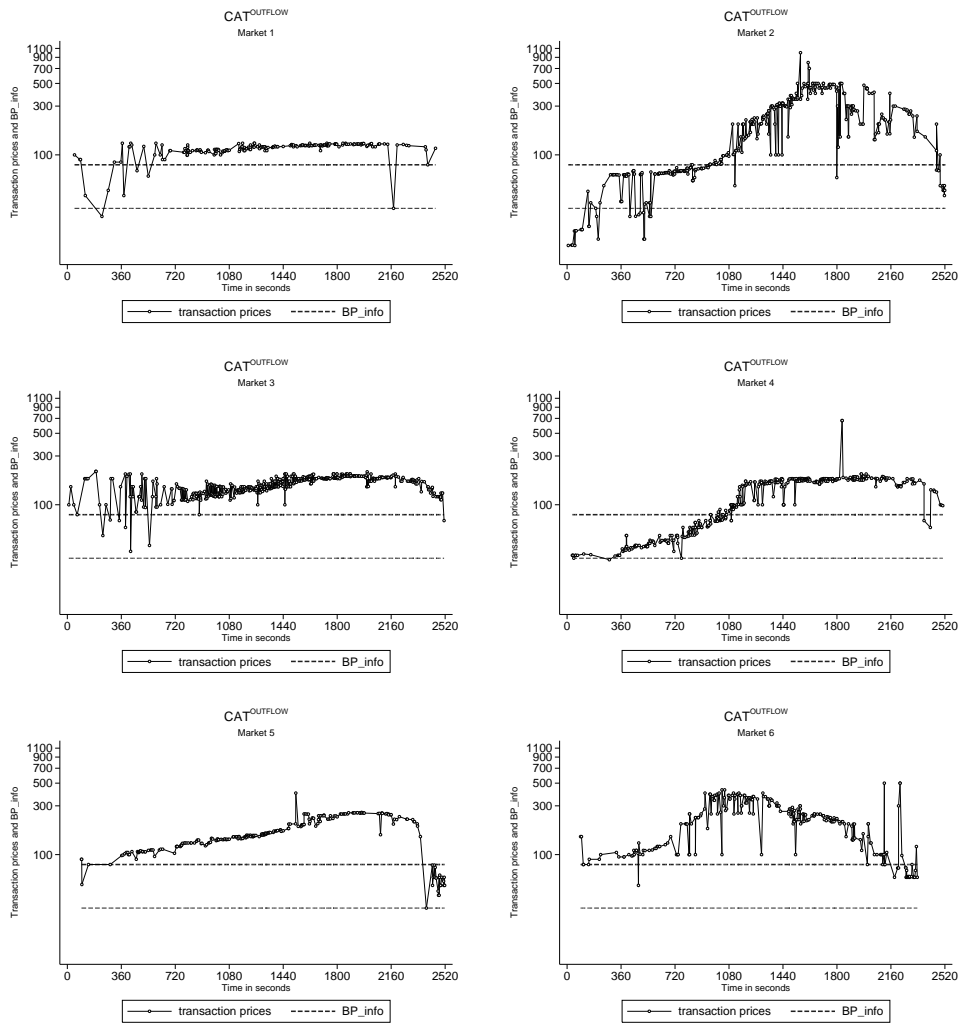 CAT^OUTFLOW
Market 1
Transaction prices and BP_info
1100
900
700
500
300
100
0 360 720 1080 1440 1800 2160 2520
Time in seconds
transaction prices BP_info
CAT^OUTFLOW
Market 2
Transaction prices and BP_info
1100
900
700
500
300
100
0 360 720 1080 1440 1800 2160 2520
Time in seconds
transaction prices BP_info
CAT^OUTFLOW
Market 3
Transaction prices and BP_info
1100
900
700
500
300
100
0 360 720 1080 1440 1800 2160 2520
Time in seconds
transaction prices BP_info
CAT^OUTFLOW
Market 4
Transaction prices and BP_info
1100
900
700
500
300
100
0 360 720 1080 1440 1800 2160 2520
Time in seconds
transaction prices BP_info
CAT^OUTFLOW
Market 5
Transaction prices and BP_info
1100
900
700
500
300
100
0 360 720 1080 1440 1800 2160 2520
Time in seconds
transaction prices BP_info
CAT^OUTFLOW
Market 6
Transaction prices and BP_info
1100
900
700
500
300
100
0 360 720 1080 1440 1800 2160 2520
Time in seconds
transaction prices BP_info